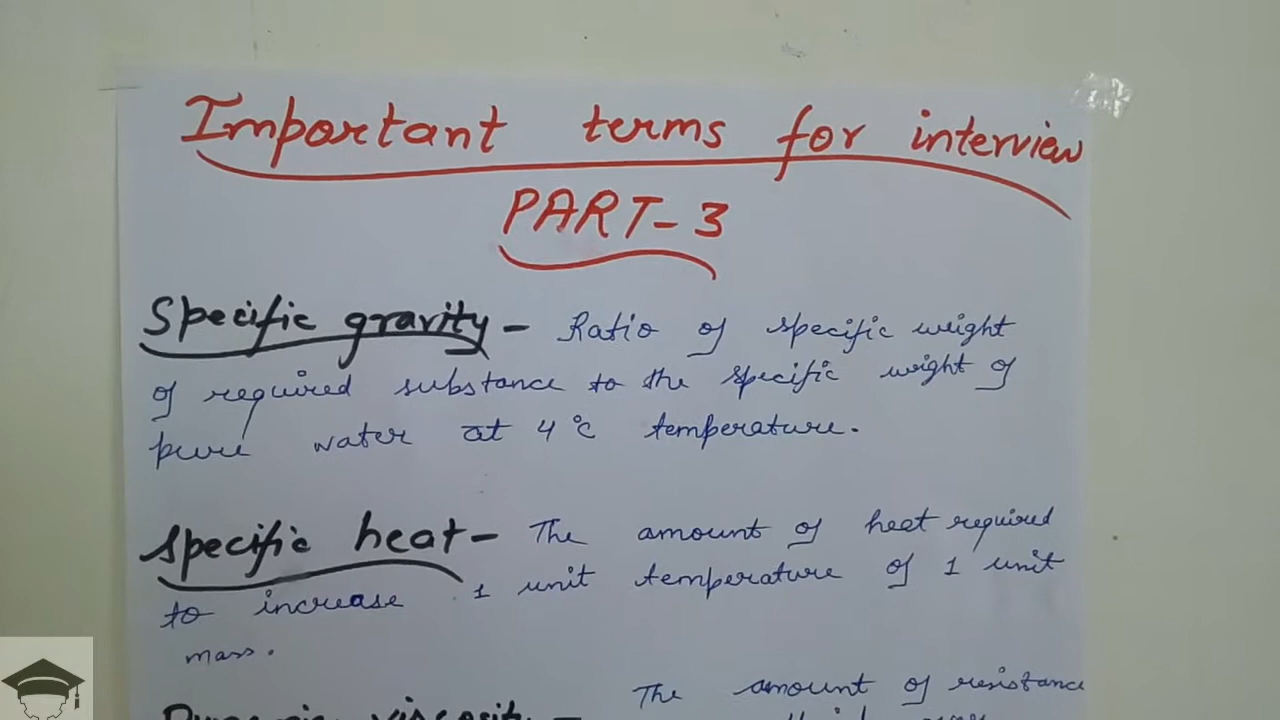 Important terms for interview
PART-3
Specific gravity - Ratio of specific weight
of required substance to the specific weight of
pure water at 4°c temperature.
Specific heat - The amount of heat required
to increase 1 unit temperature of 1 unit
mass.
Dynamic viscosity - The amount of resistance